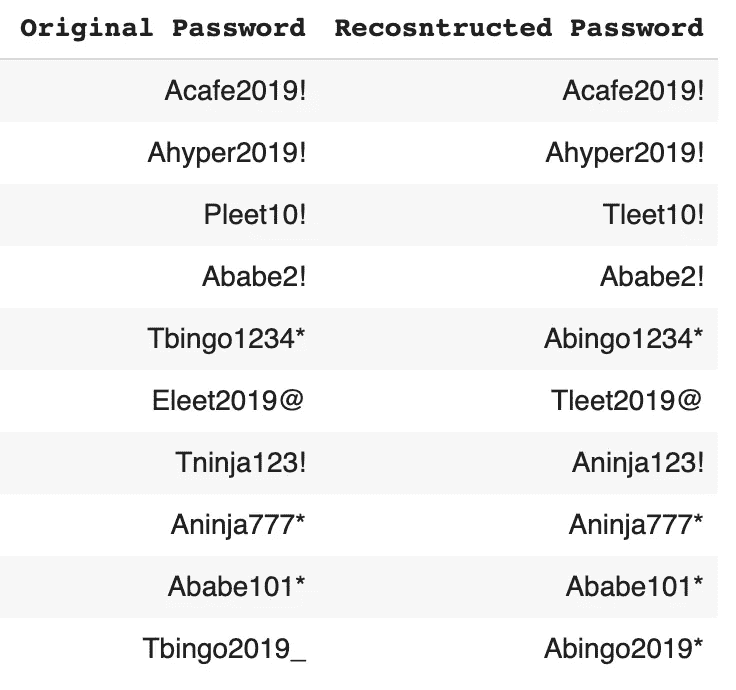 Original Password Recosntructed Password
Acafe2019! Acafe2019!
Ahyper2019! Ahyper2019!
Pleet10! Tleet10!
Ababe2! Ababe2!
Tbingo1234* Abingo1234*
Eleet2019@ Tleet2019@
Tninja123! Aninja123!
Aninja777* Aninja777*
Ababe101* Ababe101*
Tbingo2019_ Abingo2019*